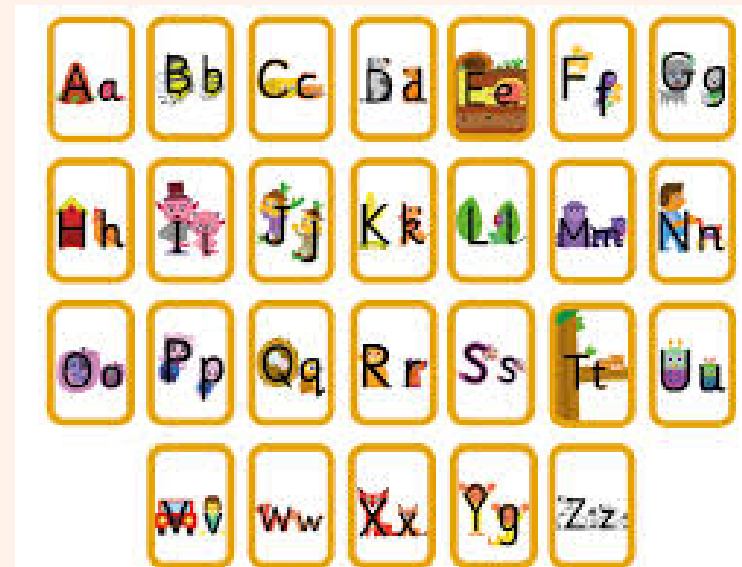 Aa Bb Cc Dd Ee Ff Gg
Hh Ii Jj Kk Ll Mm Nn
Oo Pp Qq Rr Ss Tt Uu
Vv Ww Xx Yy Zz